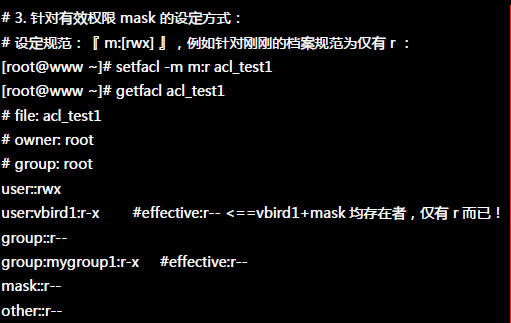 # 3. 针对有效权限 mask 的设定方式：
# 设定规范：『 m:[rwx] 』，例如针对刚刚的档案规范为仅有 r ：
[root@www ~]# setfacl -m m:r acl_test1
[root@www ~]# getfacl acl_test1
# file: acl_test1
# owner: root
# group: root
user::rwx
user:vbird1:r-x #effective:r-- <==vbird1+mask 均存在者，仅有 r 而已！
group::r--
group:mygroup1:r-x #effective:r--
mask::r--
other::r--